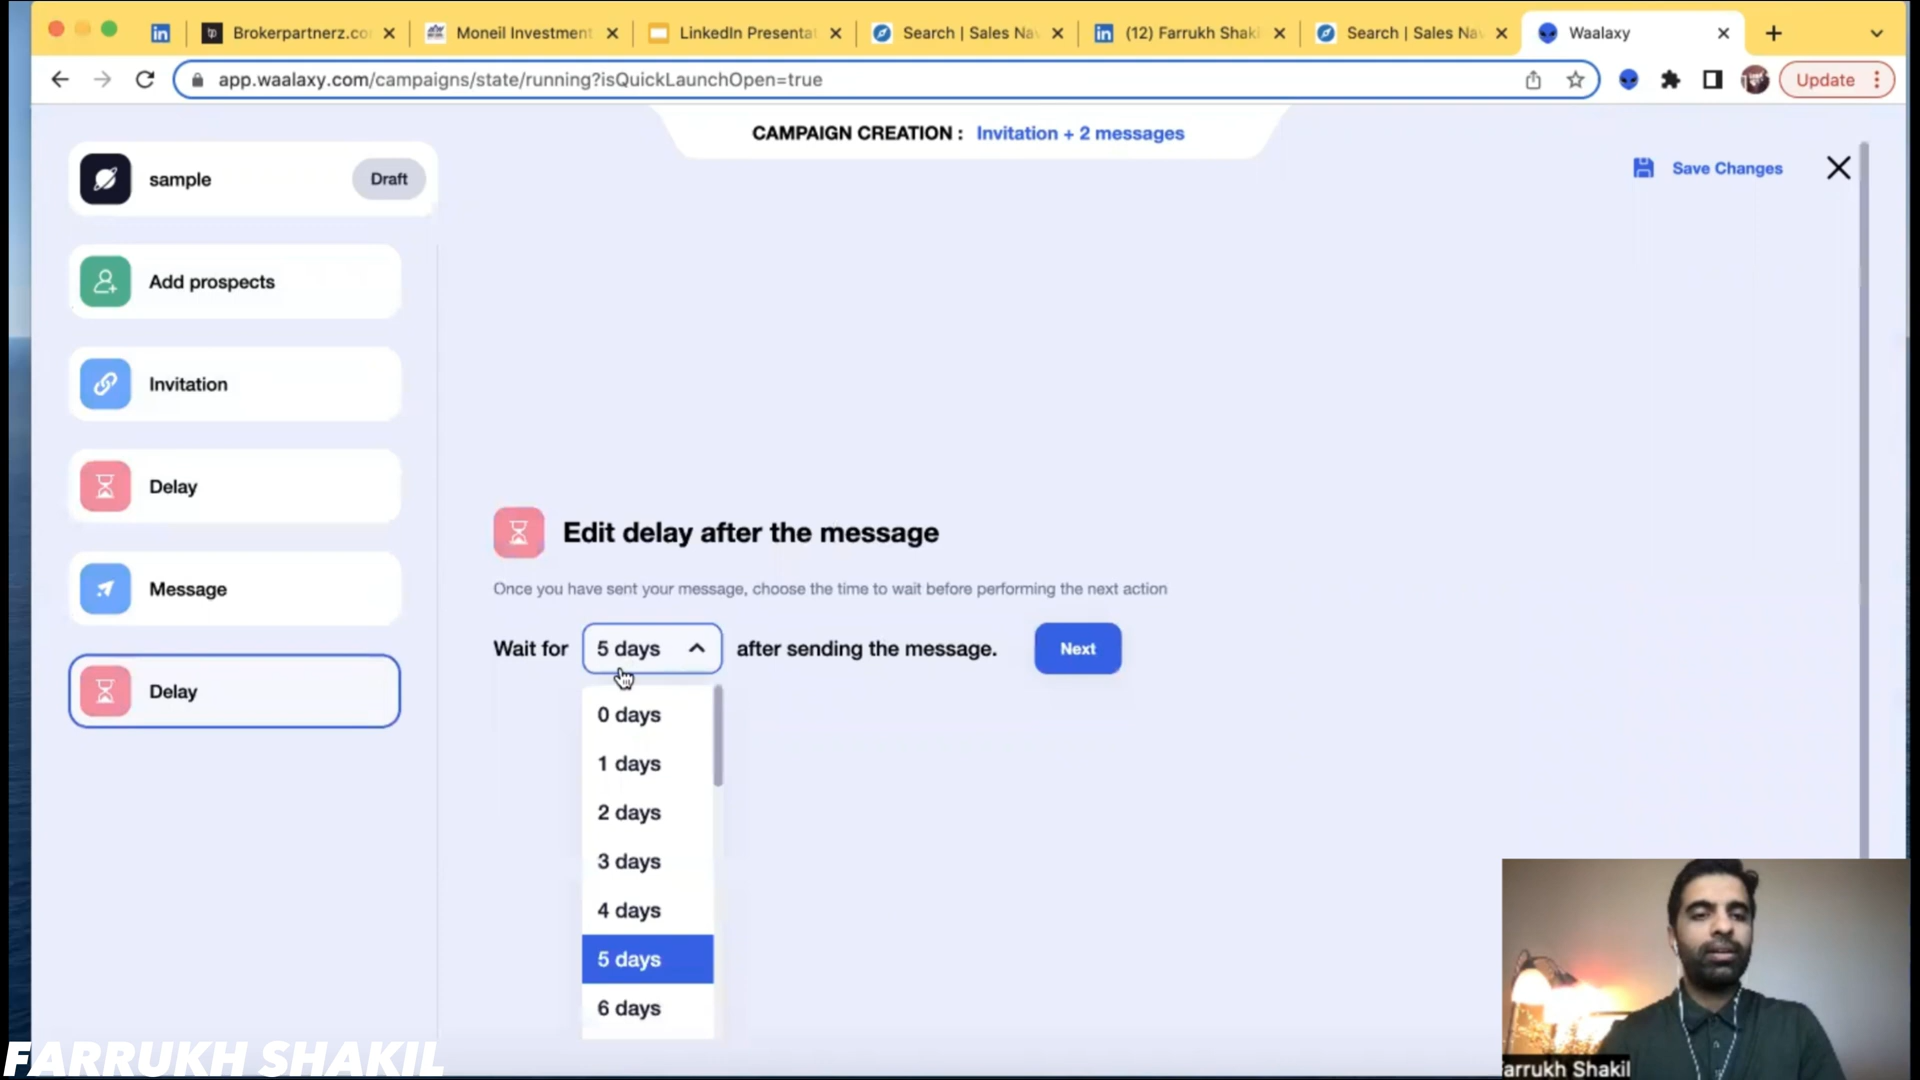 Brokerpartnerz.co
Moneil Investment
LinkedIn Presenta
Search | Sales Na
(12) Farrukh Shaki
Search | Sales Na
Waalaxy
app.waalaxy.com/campaigns/state/running?isQuickLaunchOpen=true
Update
CAMPAIGN CREATION : Invitation + 2 messages
Save Changes
sample
Draft
Add prospects
Invitation
Delay
Message
Delay
Edit delay after the message
Once you have sent your message, choose the time to wait before performing the next action
Wait for 5 days after sending the message. Next
0 days
1 days
2 days
3 days
4 days
5 days
6 days
FARRUKH SHAKIL
arrukh Shakil